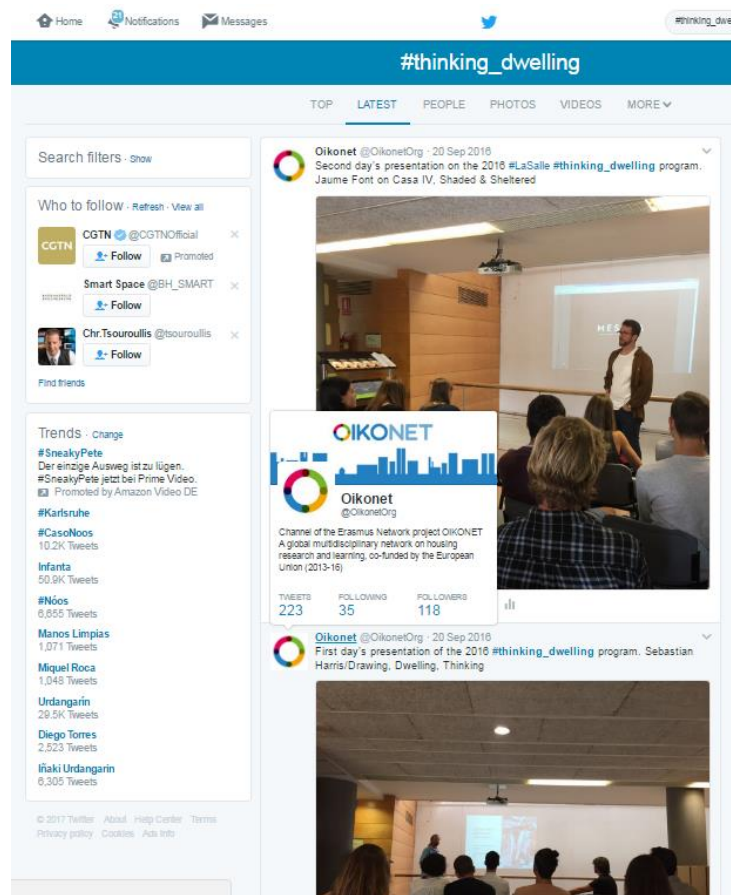 Home
21
Notifications
Messages
#thinking_dwe
#thinking_dwelling
TOP
LATEST
PEOPLE
PHOTOS
VIDEOS
MORE
Search filters · Show
Who to follow · Refresh · View all
CGTN
CGTN @CGTNOfficial
Follow
Promoted
Smart Space @BH_SMART
Follow
Chr.Tsouroullis @tsouroullis
Follow
Find friends
Trends · Change
#SneakyPete
Der einzige Ausweg ist zu lügen.
#SneakyPete jetzt bei Prime Video.
Promoted by Amazon Video DE
#Karlsruhe
#CasoNoos
10.2K Tweets
Infanta
50.9K Tweets
#Nóos
6,655 Tweets
Manos Limpias
1,071 Tweets
Miquel Roca
1,048 Tweets
Urdangarín
29.5K Tweets
Diego Torres
2,523 Tweets
Iñaki Urdangarin
6,305 Tweets
© 2017 Twitter About Help Center Terms
Privacy policy Cookies Ads info
Oikonet @OikonetOrg · 20 Sep 2016
Second day's presentation on the 2016 #LaSalle #thinking_dwelling program.
Jaume Font on Casa IV, Shaded & Sheltered
OIKONET
Oikonet
@OikonetOrg
Channel of the Erasmus Network project OIKONET
A global multidisciplinary network on housing
research and learning, co-funded by the European
Union (2013-16)
TWEETS FOLLOWING FOLLOWERS
223 35 118
Oikonet @OikonetOrg · 20 Sep 2016
First day's presentation of the 2016 #thinking_dwelling program. Sebastian
Harris/Drawing, Dwelling, Thinking